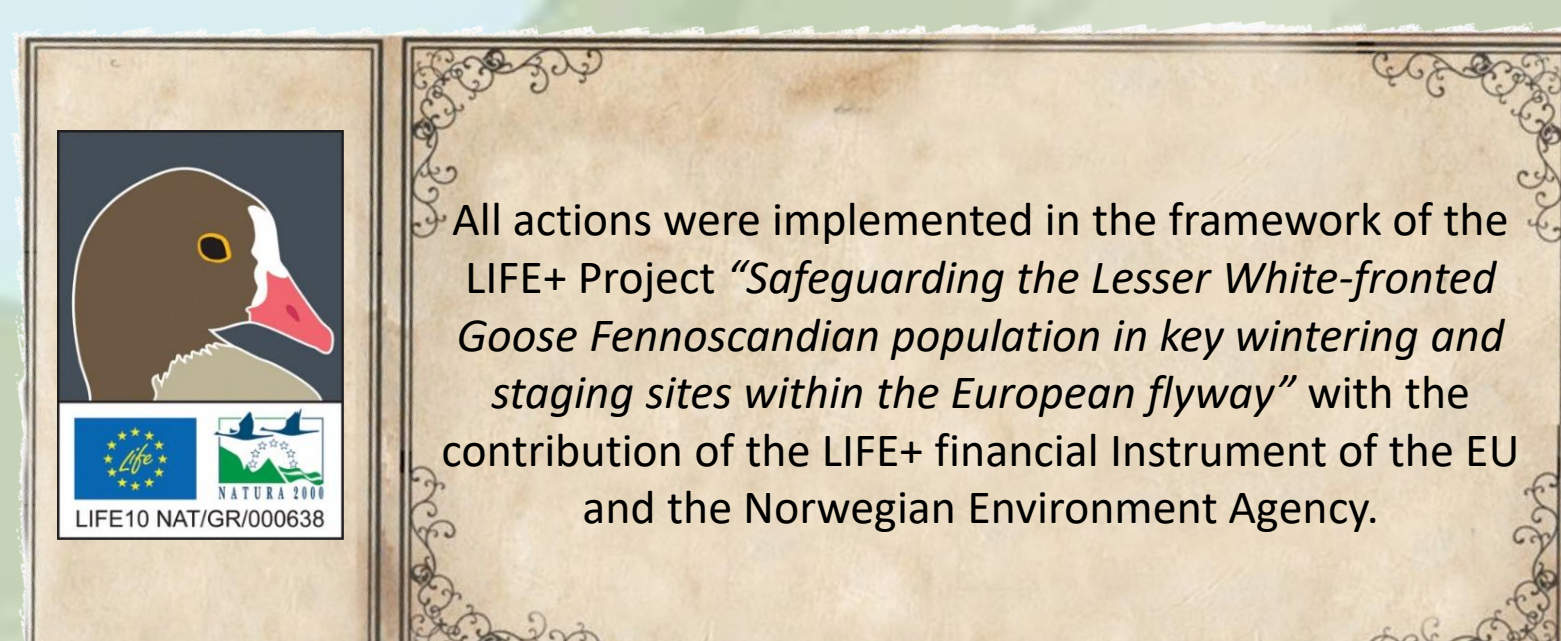 Life
NATURA 2000
LIFE10 NAT/GR/000638
All actions were implemented in the framework of the
LIFE+ Project “Safeguarding the Lesser White-fronted
Goose Fennoscandian population in key wintering and
staging sites within the European flyway” with the
contribution of the LIFE+ financial Instrument of the EU
and the Norwegian Environment Agency.